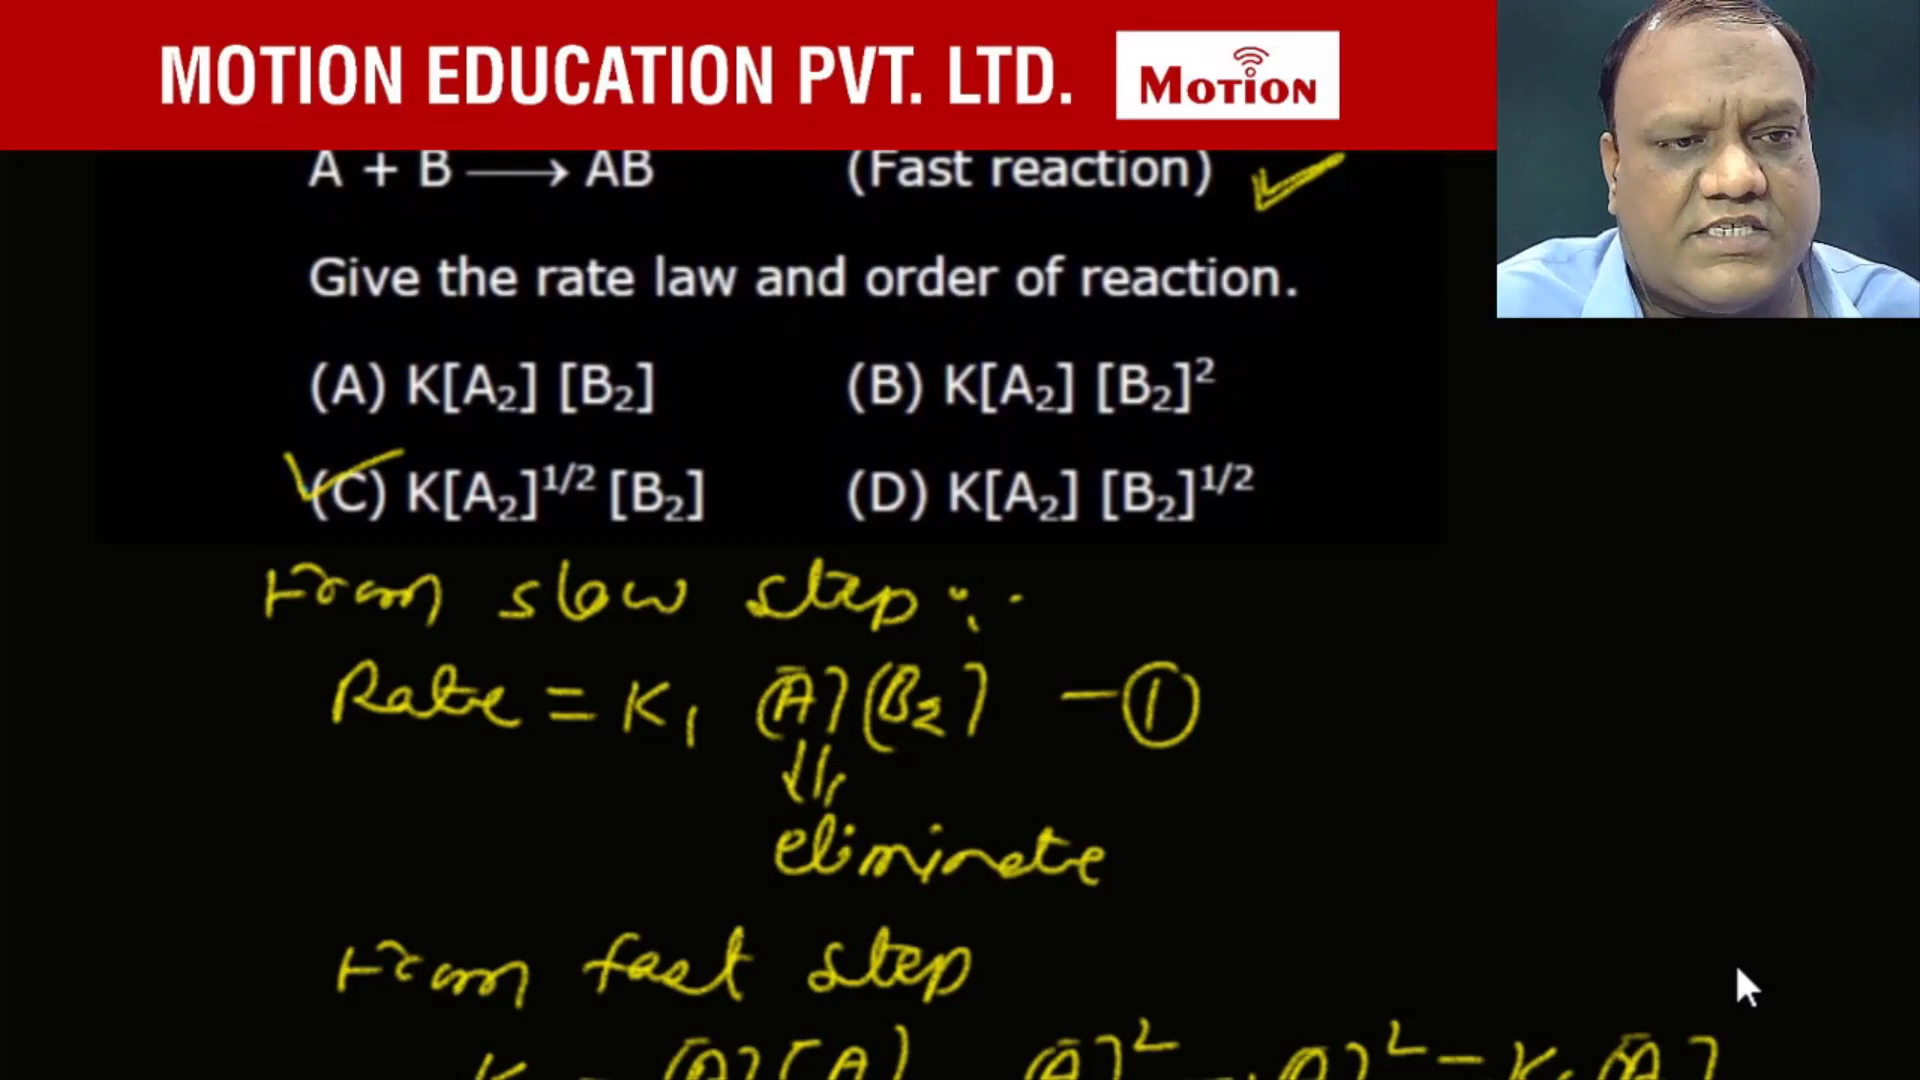 MOTION EDUCATION PVT. LTD. MOTION
A + B ⟶ AB (Fast reaction)
Give the rate law and order of reaction.
(A) K[A₂] [B₂] (B) K[A₂] [B₂]²
(C) K[A₂]¹/² [B₂] (D) K[A₂] [B₂]¹/²
From slow step :-
Rate = K₁ [A] [B₂] - ①
eliminate
From fast step